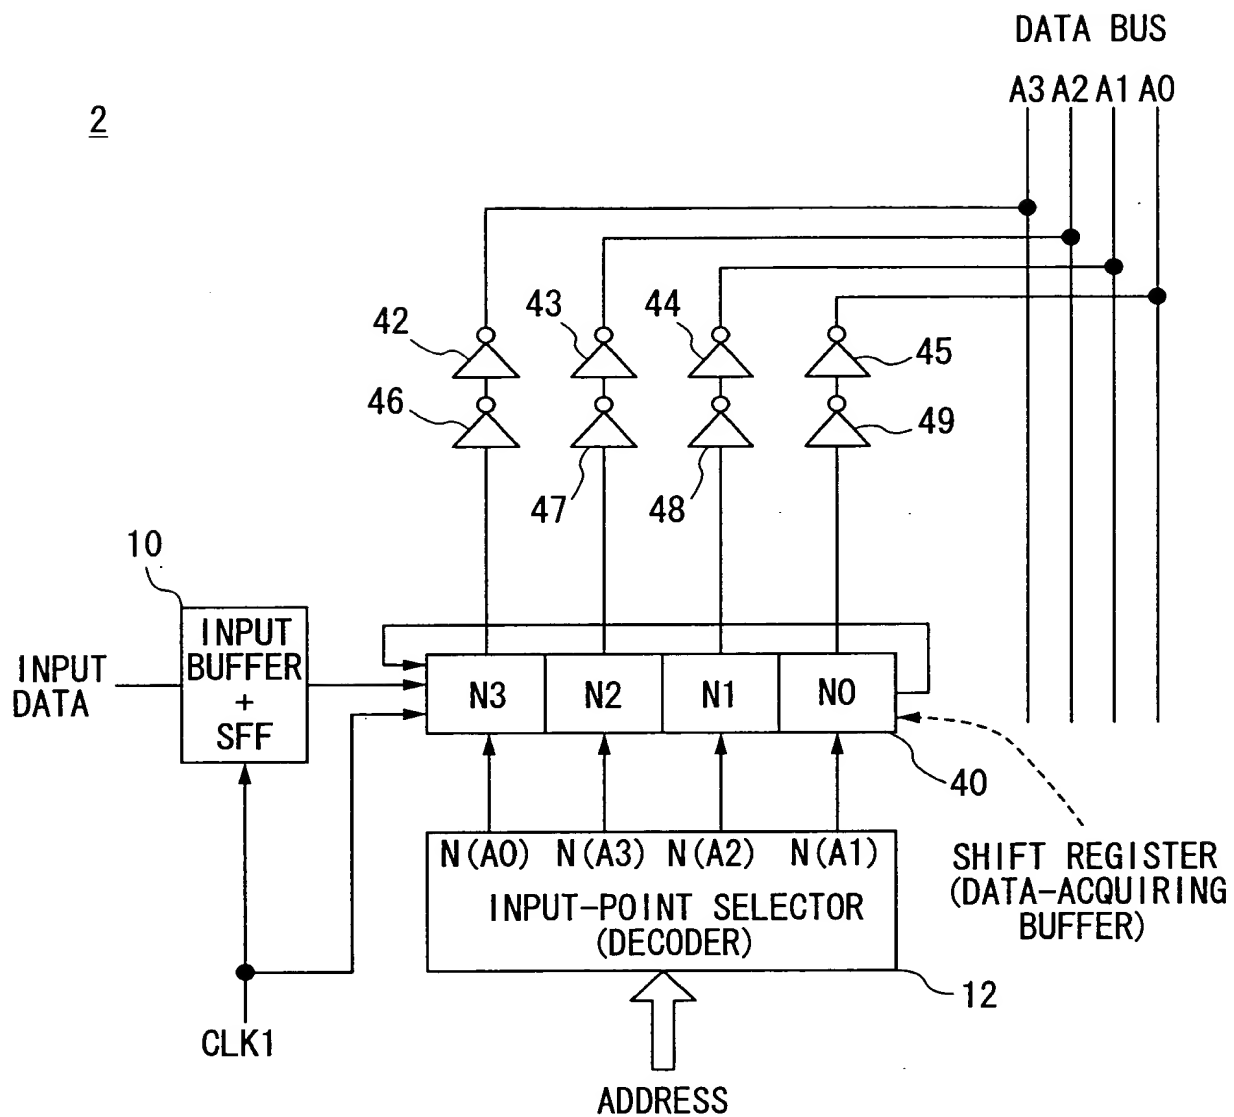 DATA BUS
A3 A2 A1 A0
2
42
43
44
45
46
47
48
49
10
INPUT
BUFFER
+
SFF
INPUT
DATA
N3
N2
N1
N0
40
N(A0) N(A3) N(A2) N(A1)
INPUT-POINT SELECTOR
(DECODER)
SHIFT REGISTER
(DATA-ACQUIRING
BUFFER)
12
CLK1
ADDRESS